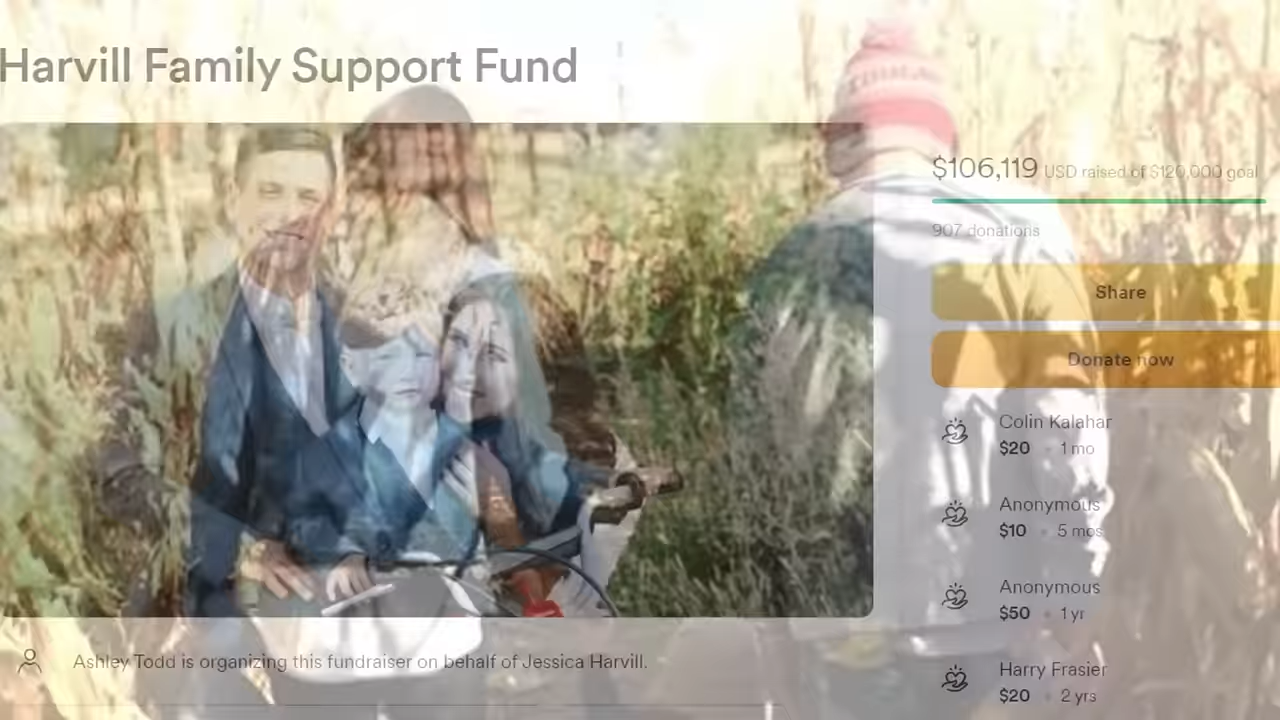 Harvill Family Support Fund
$106,119 USD raised of $120,000 goal
907 donations
Share
Donate now
Colin Kalahar
$20 • 1 mo
Anonymous
$10 • 5 mos
Anonymous
$50 • 1 yr
Harry Frasier
$20 • 2 yrs
Ashley Todd is organizing this fundraiser on behalf of Jessica Harvill.